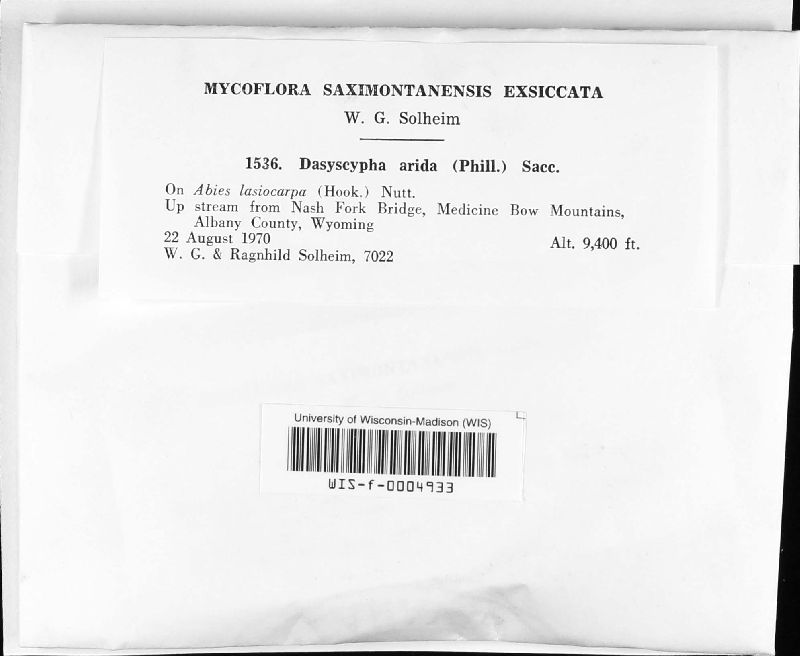 MYCOFLORA SAXIMONTANENSIS EXSICCATA
W. G. Solheim
1536. Dasyscypha arida (Phill.) Sacc.
On Abies lasiocarpa (Hook.) Nutt.
Up stream from Nash Fork Bridge, Medicine Bow Mountains,
Albany County, Wyoming
22 August 1970 Alt. 9,400 ft.
W. G. & Ragnhild Solheim, 7022
University of Wisconsin-Madison (WIS)
WIS-f-0004933